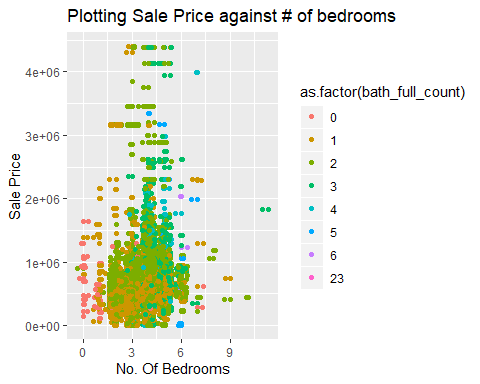 Plotting Sale Price against # of bedrooms
as.factor(bath_full_count)
4e+06
3e+06
2e+06
1e+06
0e+00
Sale Price
0
1
2
3
4
5
6
23
0 3 6 9
No. Of Bedrooms